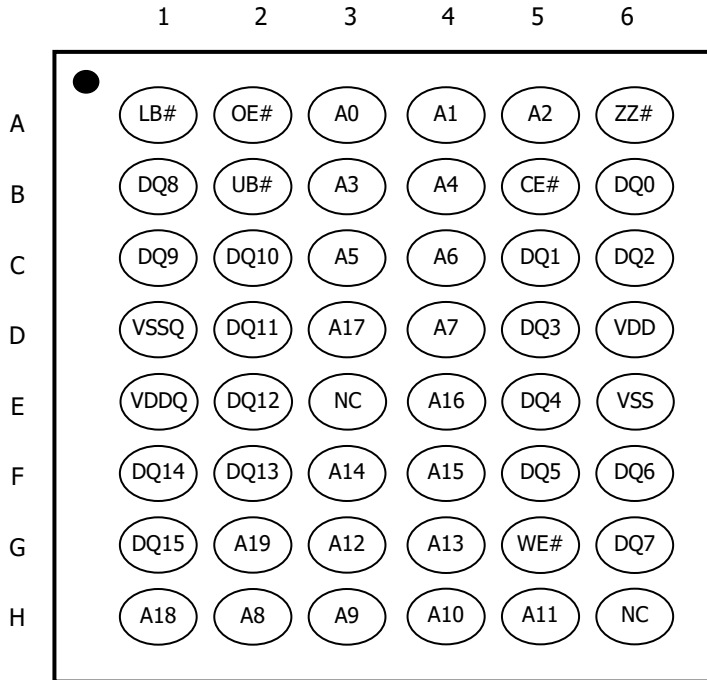 1 2 3 4 5 6
A LB# OE# A0 A1 A2 ZZ#
B DQ8 UB# A3 A4 CE# DQ0
C DQ9 DQ10 A5 A6 DQ1 DQ2
D VSSQ DQ11 A17 A7 DQ3 VDD
E VDDQ DQ12 NC A16 DQ4 VSS
F DQ14 DQ13 A14 A15 DQ5 DQ6
G DQ15 A19 A12 A13 WE# DQ7
H A18 A8 A9 A10 A11 NC